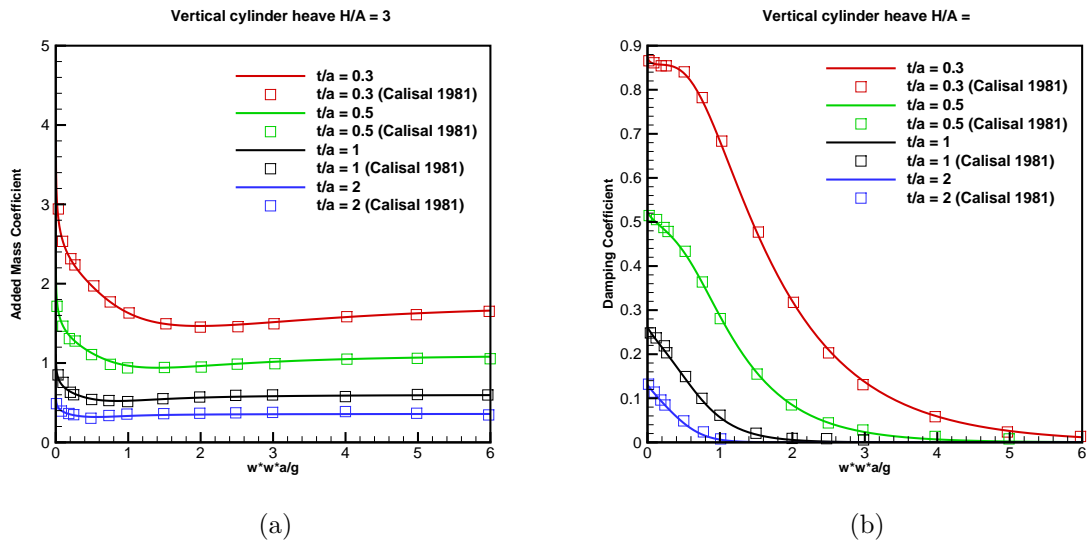 Vertical cylinder heave H/A = 3
5
4
3
2
1
0
Added Mass Coefficient
t/a = 0.3
t/a = 0.3 (Calisal 1981)
t/a = 0.5
t/a = 0.5 (Calisal 1981)
t/a = 1
t/a = 1 (Calisal 1981)
t/a = 2
t/a = 2 (Calisal 1981)
0 1 2 3 4 5 6
w*w*a/g
(a)
Vertical cylinder heave H/A =
0.9
0.8
0.7
0.6
0.5
0.4
0.3
0.2
0.1
0
Damping Coefficient
t/a = 0.3
t/a = 0.3 (Calisal 1981)
t/a = 0.5
t/a = 0.5 (Calisal 1981)
t/a = 1
t/a = 1 (Calisal 1981)
t/a = 2
t/a = 2 (Calisal 1981)
0 1 2 3 4 5 6
w*w*a/g
(b)